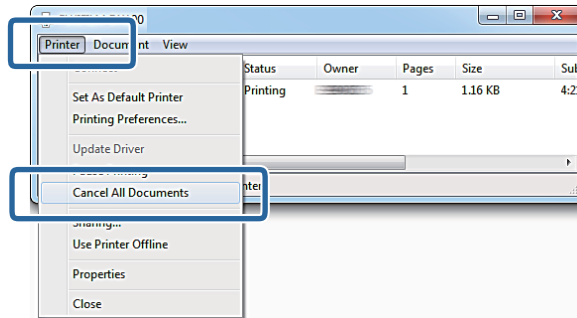 Printer Document View
Status Owner Pages Size
Printing 1 1.16 KB
Set As Default Printer
Printing Preferences...
Update Driver
Cancel All Documents
Sharing...
Use Printer Offline
Properties
Close